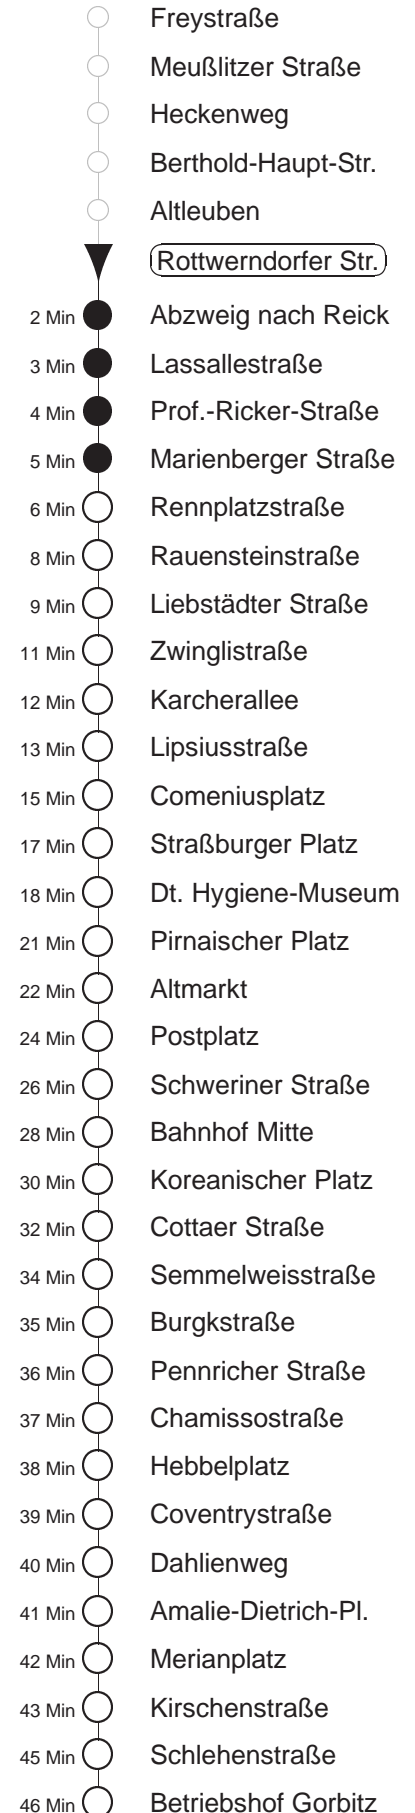 Freystraße
Meußlitzer Straße
Heckenweg
Berthold-Haupt-Str.
Altleuben
Rottwerndorfer Str.
2 Min Abzweig nach Reick
3 Min Lassallestraße
4 Min Prof.-Ricker-Straße
5 Min Marienberger Straße
6 Min Rennplatzstraße
8 Min Rauensteinstraße
9 Min Liebstädter Straße
11 Min Zwinglistraße
12 Min Karcherallee
13 Min Lipsiusstraße
15 Min Comeniusplatz
17 Min Straßburger Platz
18 Min Dt. Hygiene-Museum
21 Min Pirnaischer Platz
22 Min Altmarkt
24 Min Postplatz
26 Min Schweriner Straße
28 Min Bahnhof Mitte
30 Min Koreanischer Platz
32 Min Cottaer Straße
34 Min Semmelweisstraße
35 Min Burgkstraße
36 Min Pennricher Straße
37 Min Chamissostraße
38 Min Hebbelplatz
39 Min Coventrystraße
40 Min Dahlienweg
41 Min Amalie-Dietrich-Pl.
42 Min Merianplatz
43 Min Kirschenstraße
45 Min Schlehenstraße
46 Min Betriebshof Gorbitz